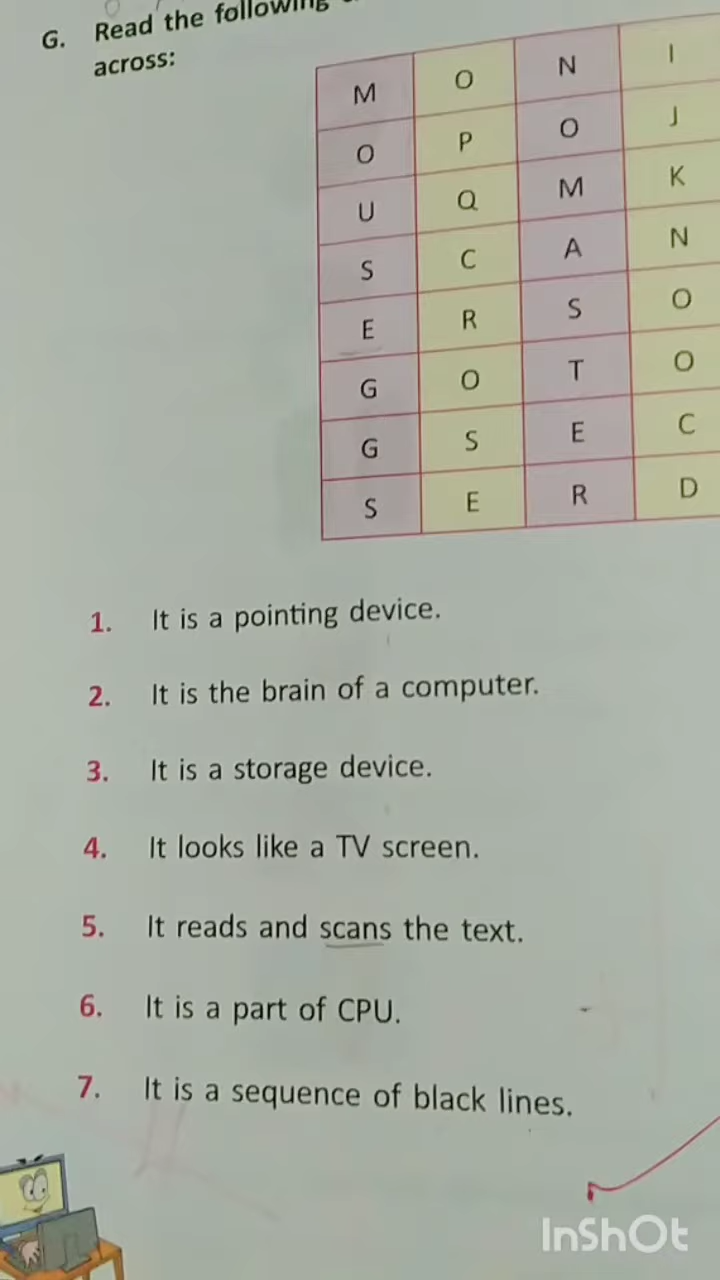 G. Read the following
across:
M O N I
O P O J
U Q M K
S C A N
E R S O
G O T O
G S E C
S E R D
1. It is a pointing device.
2. It is the brain of a computer.
3. It is a storage device.
4. It looks like a TV screen.
5. It reads and scans the text.
6. It is a part of CPU.
7. It is a sequence of black lines.
InShOt